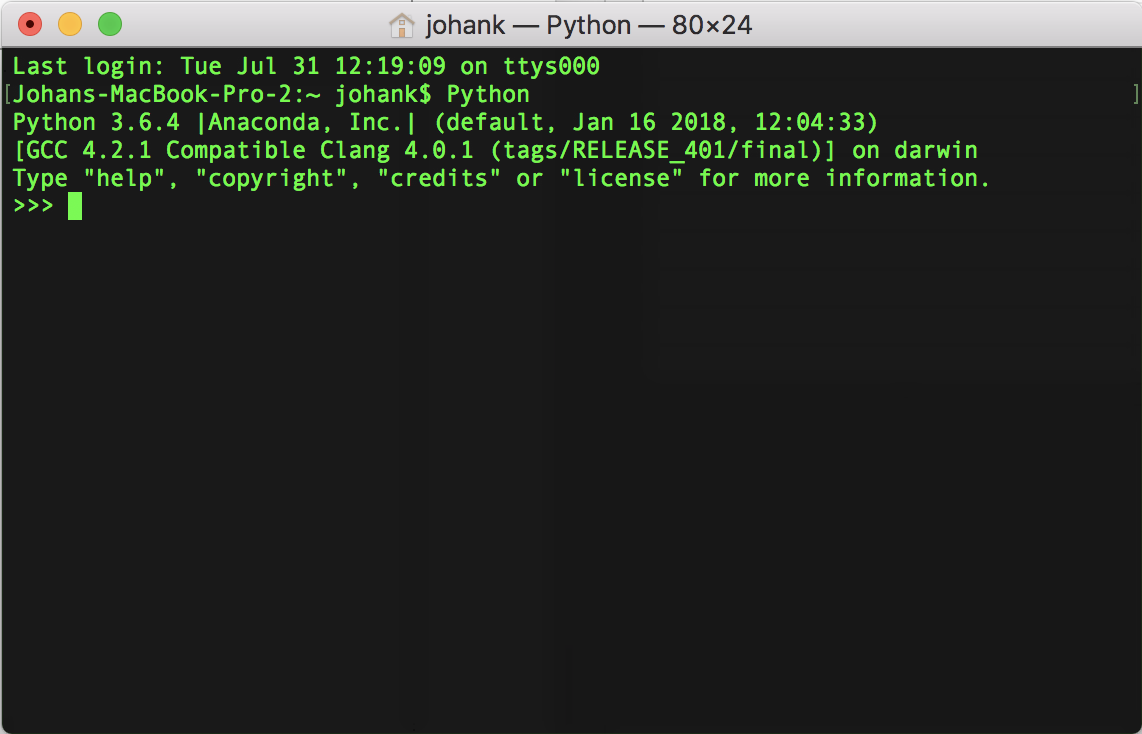 johank — Python — 80×24
Last login: Tue Jul 31 12:19:09 on ttys000
[Johans-MacBook-Pro-2:~ johank$ Python ]
Python 3.6.4 |Anaconda, Inc.| (default, Jan 16 2018, 12:04:33)
[GCC 4.2.1 Compatible Clang 4.0.1 (tags/RELEASE_401/final)] on darwin
Type "help", "copyright", "credits" or "license" for more information.
>>>